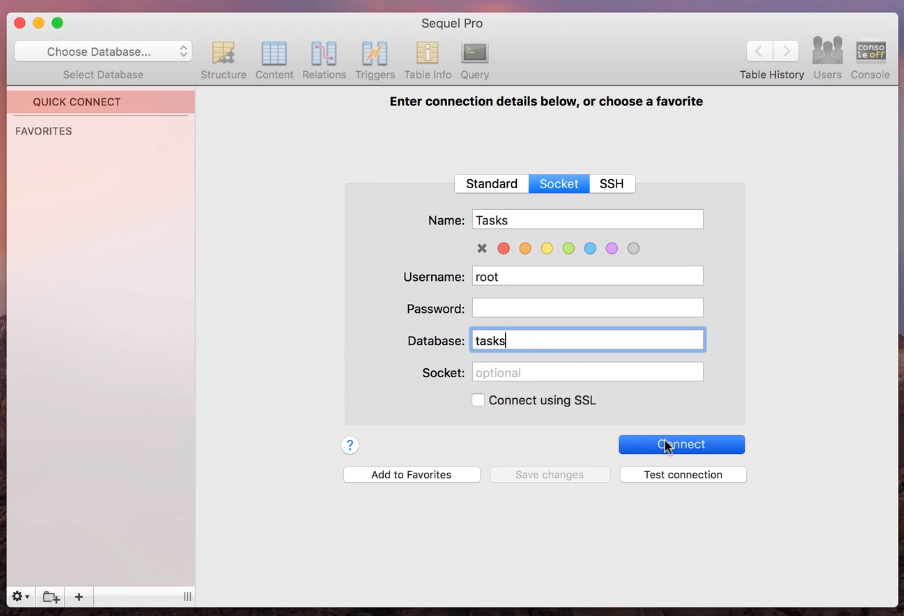 Sequel Pro
Choose Database...
Select Database
Structure
Content
Relations
Triggers
Table Info
Query
Table History
Users
conso
le off
Console
QUICK CONNECT
FAVORITES
Enter connection details below, or choose a favorite
Standard
Socket
SSH
Name: Tasks
Username: root
Password:
Database: tasks
Socket: optional
Connect using SSL
?
Connect
Add to Favorites
Save changes
Test connection